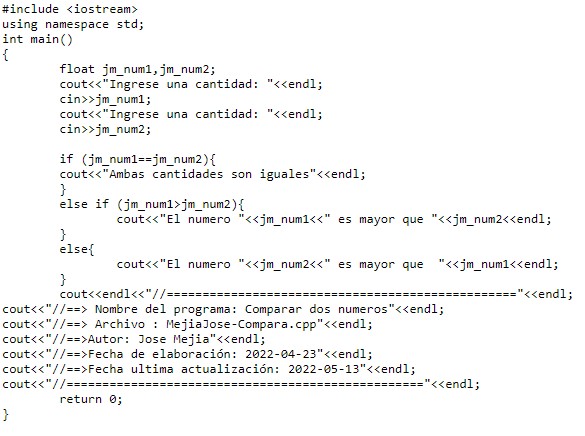 #include <iostream>
using namespace std;
int main()
{
        float jm_num1,jm_num2;
        cout<<"Ingrese una cantidad: "<<endl;
        cin>>jm_num1;
        cout<<"Ingrese una cantidad: "<<endl;
        cin>>jm_num2;

        if (jm_num1==jm_num2){
        cout<<"Ambas cantidades son iguales"<<endl;
        }
        else if (jm_num1>jm_num2){
                cout<<"El numero "<<jm_num1<<" es mayor que "<<jm_num2<<endl;
        }
        else{
                cout<<"El numero "<<jm_num2<<" es mayor que  "<<jm_num1<<endl;
        }
        cout<<endl<<"//================================================"<<endl;
cout<<"//==> Nombre del programa: Comparar dos numeros"<<endl;
cout<<"//==> Archivo : MejiaJose-Compara.cpp"<<endl;
cout<<"//==>Autor: Jose Mejia"<<endl;
cout<<"//==>Fecha de elaboración: 2022-04-23"<<endl;
cout<<"//==>Fecha ultima actualización: 2022-05-13"<<endl;
cout<<"//================================================="<<endl;
        return 0;
}